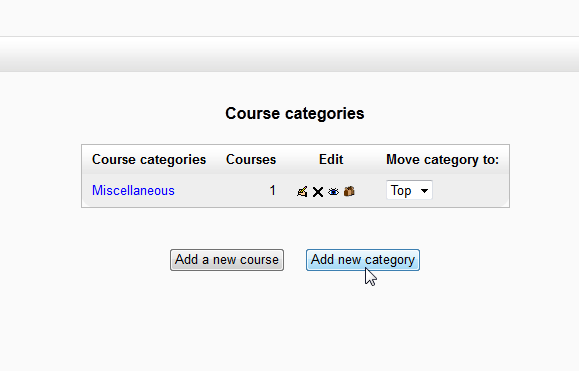 Course categories
Course categories Courses Edit Move category to:
Miscellaneous 1 Top
Add a new course Add new category